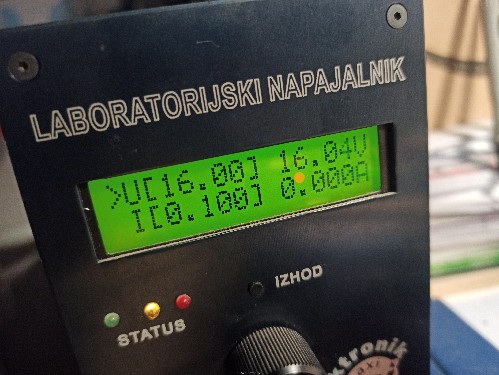 LABORATORIJSKI NAPAJALNIK
>U[16.00] 16.04V
I[0.100] 0.000A
IZHOD
STATUS